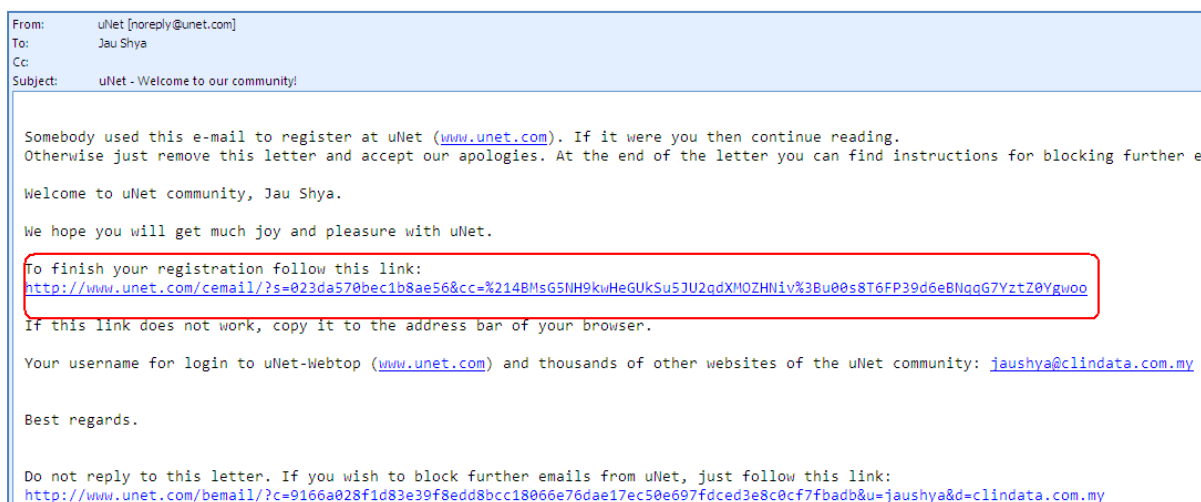 From: uNet [noreply@unet.com]
To: Jau Shya
Cc:
Subject: uNet - Welcome to our community!
Somebody used this e-mail to register at uNet (www.unet.com). If it were you then continue reading.
Otherwise just remove this letter and accept our apologies. At the end of the letter you can find instructions for blocking further e
Welcome to uNet community, Jau Shya.
We hope you will get much joy and pleasure with uNet.
To finish your registration follow this link:
http://www.unet.com/cemail/?s=023da570bec1b8ae56&cc=%214BMsG5NH9kwHeGUkSu5JU2qdXMOZHNiv%3Bu00s8T6FP39d6eBNqqG7YztZ0Ygwoo
If this link does not work, copy it to the address bar of your browser.
Your username for login to uNet-Webtop (www.unet.com) and thousands of other websites of the uNet community: jaushya@clindata.com.my
Best regards.
Do not reply to this letter. If you wish to block further emails from uNet, just follow this link:
http://www.unet.com/bemail/?c=9166a028f1d83e39f8edd8bcc18066e76dae17ec50e697fdced3e8c0cf7fbadb&u=jaushya&d=clindata.com.my